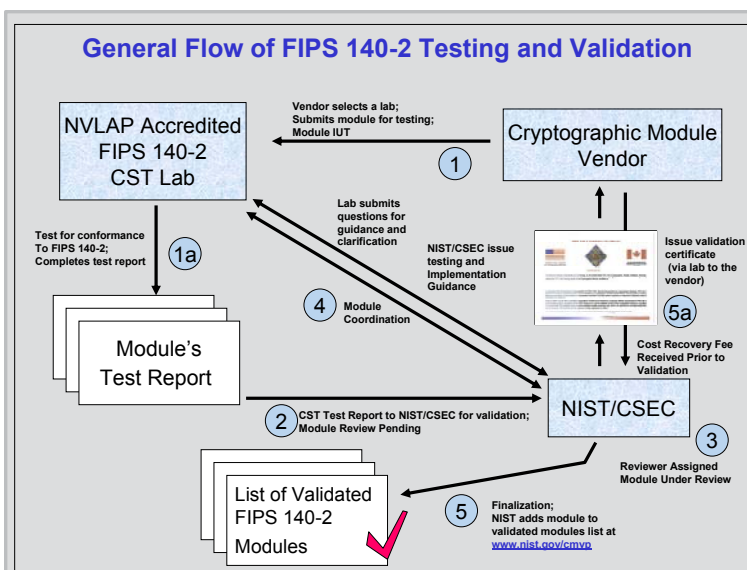 General Flow of FIPS 140-2 Testing and Validation
NVLAP Accredited
FIPS 140-2
CST Lab
Vendor selects a lab;
Submits module for testing;
Module IUT
1
Cryptographic Module
Vendor
Test for conformance
To FIPS 140-2;
Completes test report
1a
Lab submits
questions for
guidance and
clarification
NIST/CSEC issue
testing and
Implementation
Guidance
Issue validation
certificate
(via lab to the
vendor)
5a
4
Module
Coordination
Module's
Test Report
Cost Recovery Fee
Received Prior to
Validation
2
CST Test Report to NIST/CSEC for validation;
Module Review Pending
NIST/CSEC
3
Reviewer Assigned
Module Under Review
List of Validated
FIPS 140-2
Modules
5
Finalization;
NIST adds module to
validated modules list at
www.nist.gov/cmvp